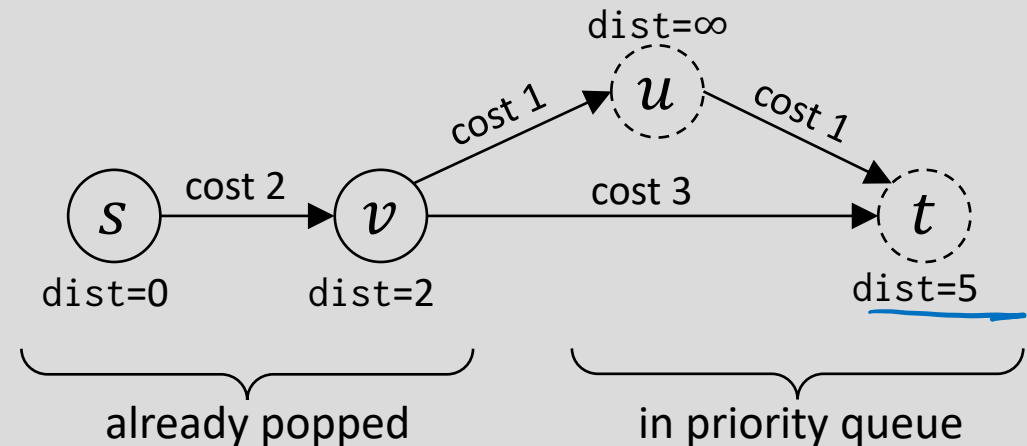 dist=∞
u
cost 1
cost 1
s
cost 2
v
cost 3
t
dist=0
dist=2
dist=5
already popped
in priority queue